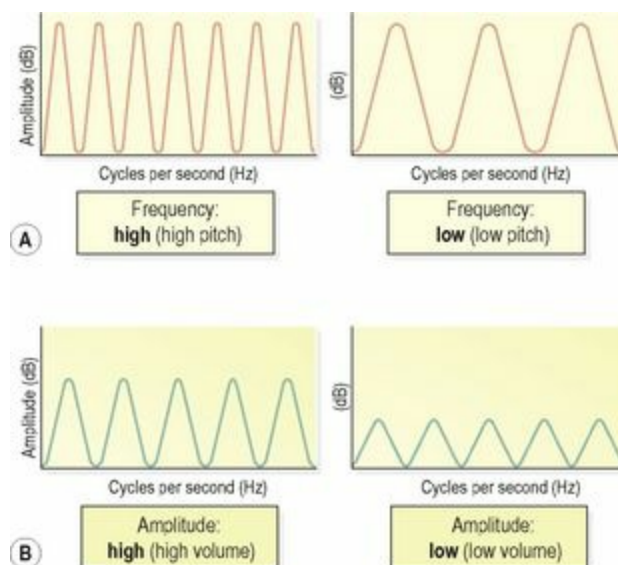 Amplitude (dB)
Cycles per second (Hz)
Frequency:
high (high pitch)
(dB)
Cycles per second (Hz)
Frequency:
low (low pitch)
A
Amplitude (dB)
Cycles per second (Hz)
Amplitude:
high (high volume)
(dB)
Cycles per second (Hz)
Amplitude:
low (low volume)
B